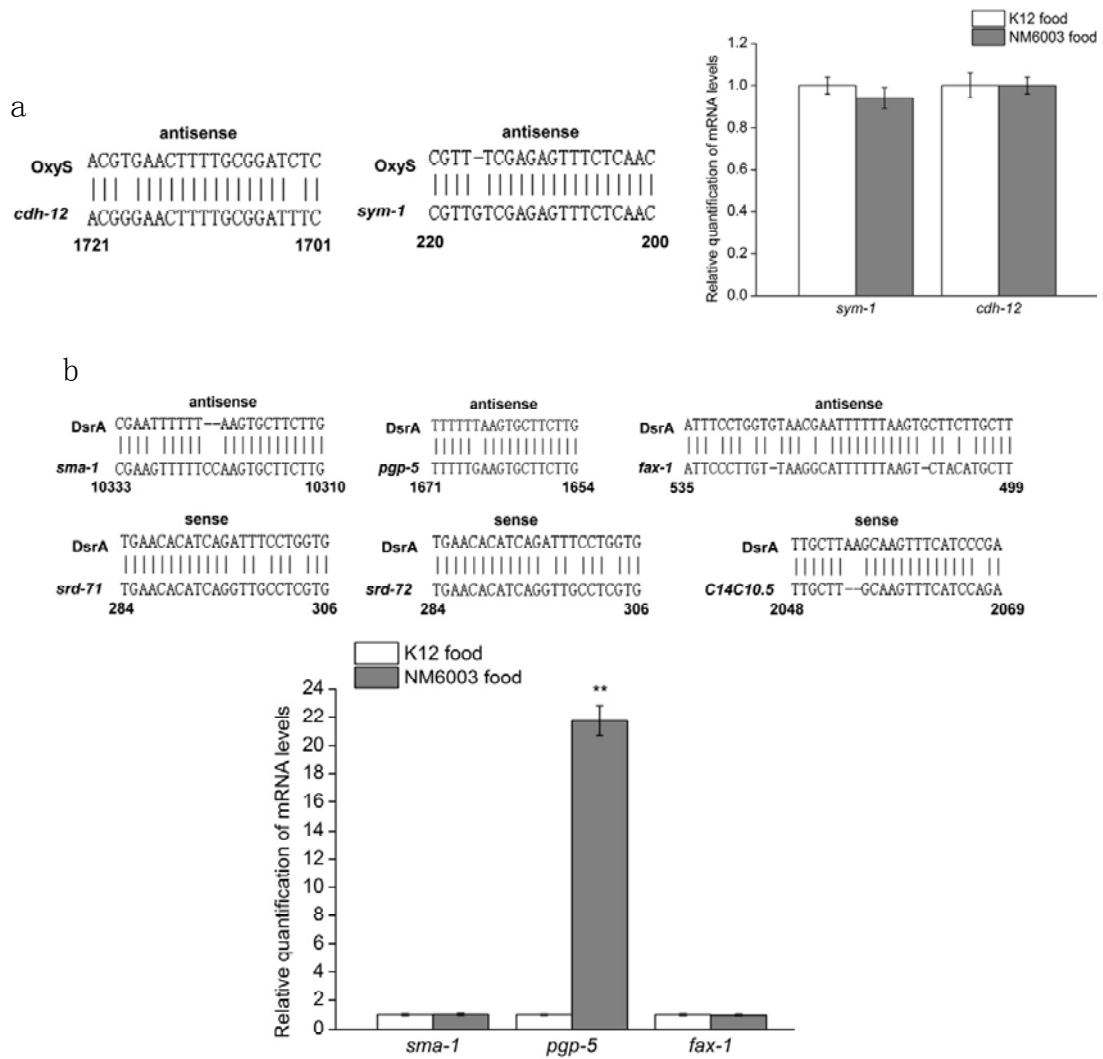 K12 food
NM6003 food
a
antisense
OxyS ACGTGAACTTTTGCGGATCTC
cdh-12 ACGGGAACTTTTGCGGATTTC
1721 1701
antisense
OxyS CGTT-TCGAGAGTTTCTCAAC
sym-1 CGTTGTCGAGAGTTTCTCAAC
220 200
Relative quantification of mRNA levels
1.2
1.0
0.8
0.6
0.4
0.2
0.0
sym-1 cdh-12
b
antisense
DsrA CGAATTTTTT--AAGTGCTTCTTG
sma-1 CGAAGTTTTTCCAAGTGCTTCTTG
10333 10310
antisense
DsrA TTTTTTAAGTGCTTCTTG
pgp-5 TTTTTGAAGTGCTTCTTG
1671 1654
antisense
DsrA ATTTCCTGGTGTAACGAATTTTTTAAGTGCTTCTTGCTT
fax-1 ATTCCCTTGT-TAAGGCATTTTTTAAGT-CTACATGCTT
535 499
sense
DsrA TGAACACATCAGATTTCCTGGTG
srd-71 TGAACACATCAGGTTGCCTCGTG
284 306
sense
DsrA TGAACACATCAGATTTCCTGGTG
srd-72 TGAACACATCAGGTTGCCTCGTG
284 306
sense
DsrA TTGCTTAAGCAAGTTTCATCCCGA
C14C10.5 TTGCTT--GCAAGTTTCATCCAGA
2048 2069
K12 food
NM6003 food
Relative quantification of mRNA levels
24
22
20
18
16
14
12
10
8
6
4
2
0
**
sma-1 pgp-5 fax-1